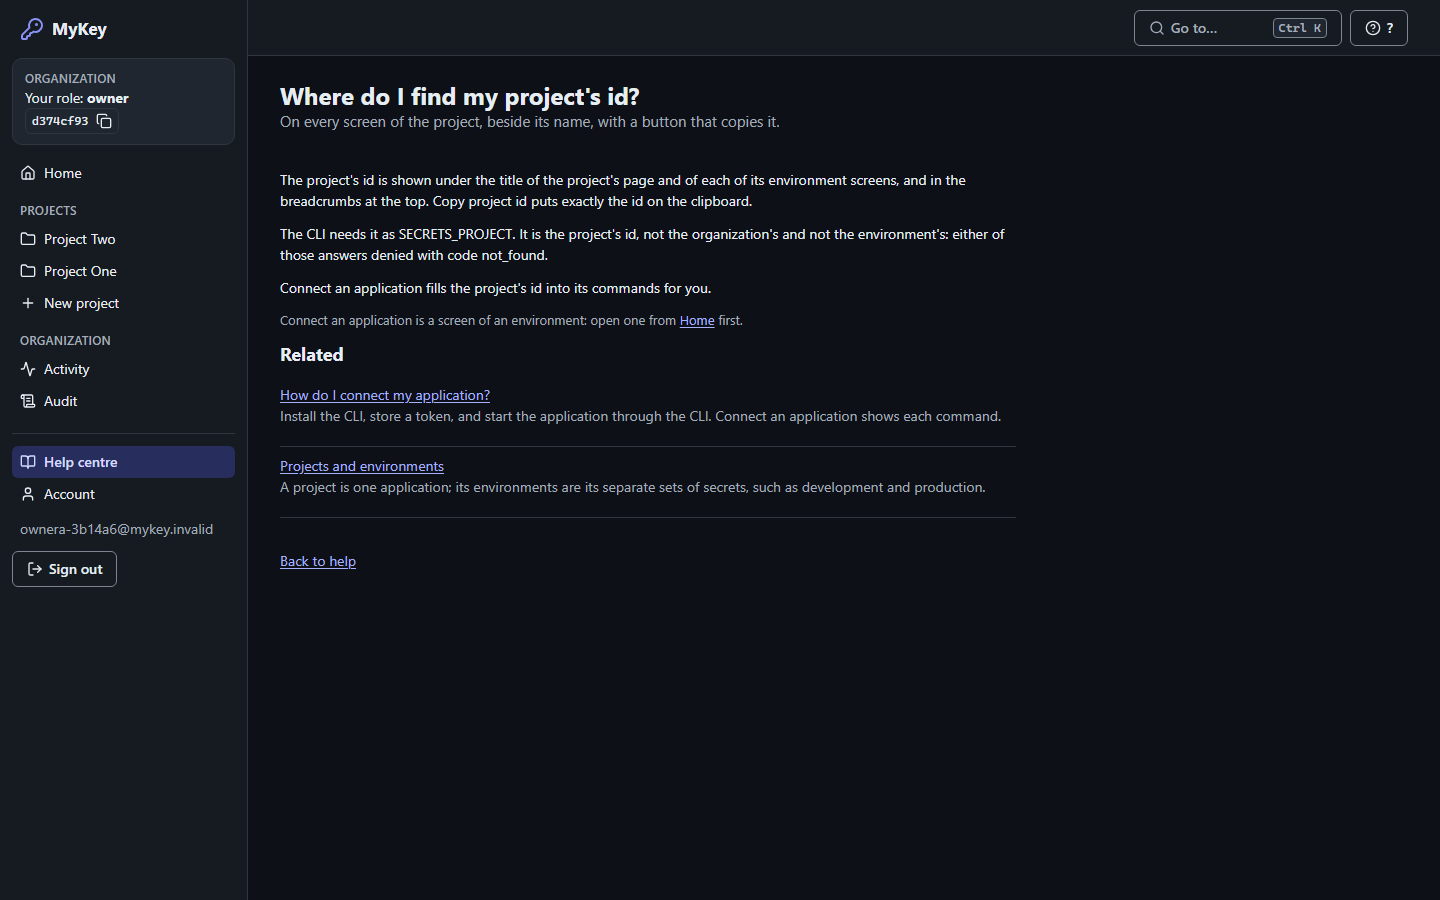 MyKey
Go to...
Ctrl K
?
ORGANIZATION
Your role: owner
d374cf93
Home
PROJECTS
Project Two
Project One
New project
ORGANIZATION
Activity
Audit
Help centre
Account
ownera-3b14a6@mykey.invalid
Sign out
Where do I find my project's id?
On every screen of the project, beside its name, with a button that copies it.
The project's id is shown under the title of the project's page and of each of its environment screens, and in the
breadcrumbs at the top. Copy project id puts exactly the id on the clipboard.
The CLI needs it as SECRETS_PROJECT. It is the project's id, not the organization's and not the environment's: either of
those answers denied with code not_found.
Connect an application fills the project's id into its commands for you.
Connect an application is a screen of an environment: open one from Home first.
Related
How do I connect my application?
Install the CLI, store a token, and start the application through the CLI. Connect an application shows each command.
Projects and environments
A project is one application; its environments are its separate sets of secrets, such as development and production.
Back to help